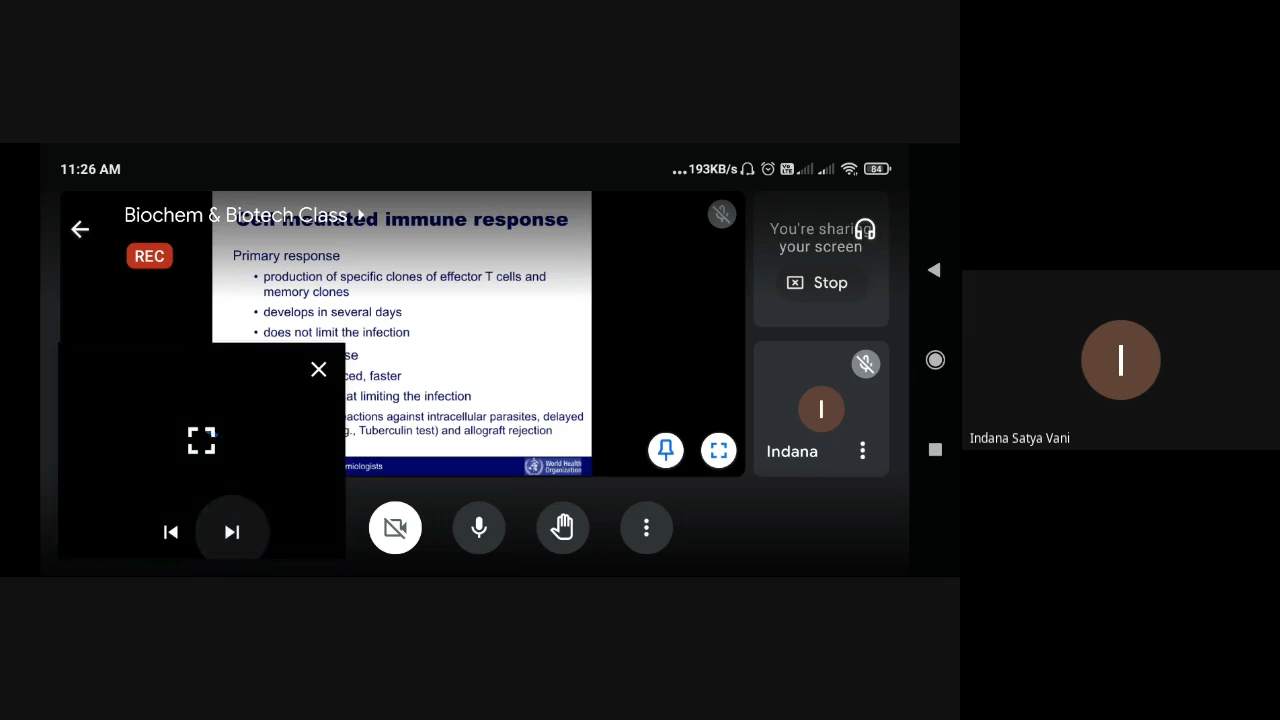 11:26 AM
...193KB/s
84
Biochem & Biotech Class
mediated immune response
REC
Primary response
• production of specific clones of effector T cells and
memory clones
• develops in several days
• does not limit the infection
se
ced, faster
at limiting the infection
eactions against intracellular parasites, delayed
g., Tuberculin test) and allograft rejection
miologists
World Health
Organization
You're sharing
your screen
Stop
I
Indana
I
Indana Satya Vani